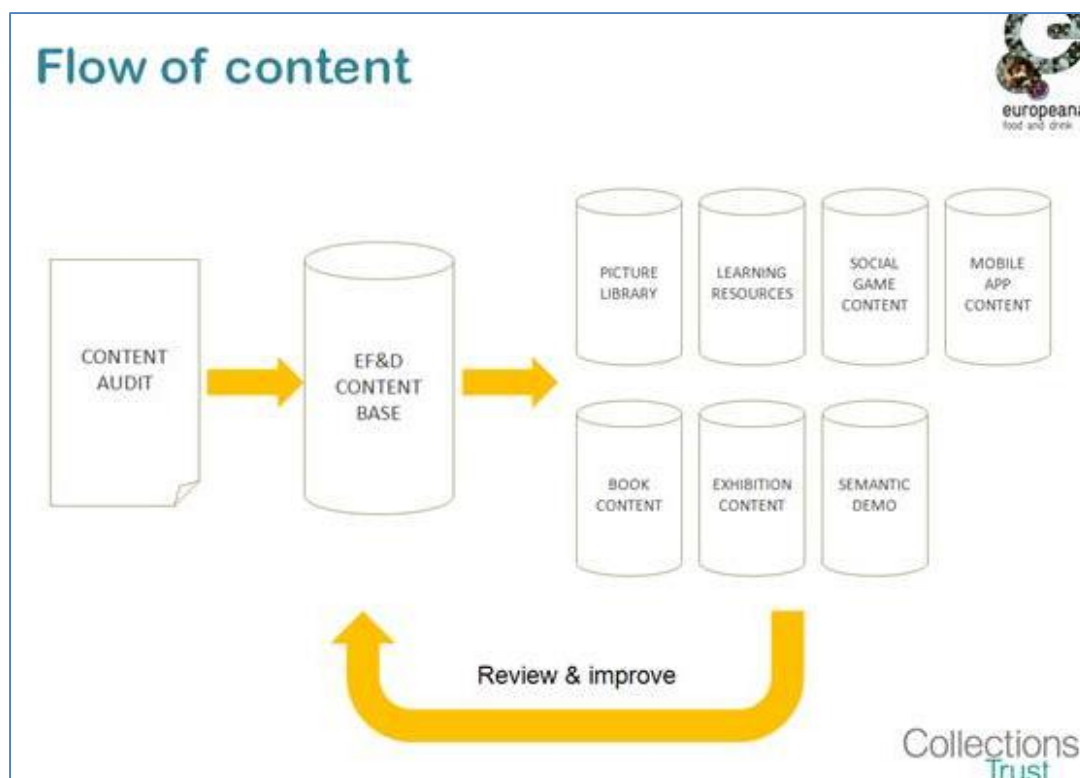 Flow of content
europeana
food and drink
CONTENT
AUDIT
EF&D
CONTENT
BASE
PICTURE
LIBRARY
LEARNING
RESOURCES
SOCIAL
GAME
CONTENT
MOBILE
APP
CONTENT
BOOK
CONTENT
EXHIBITION
CONTENT
SEMANTIC
DEMO
Review & improve
Collections
Trust